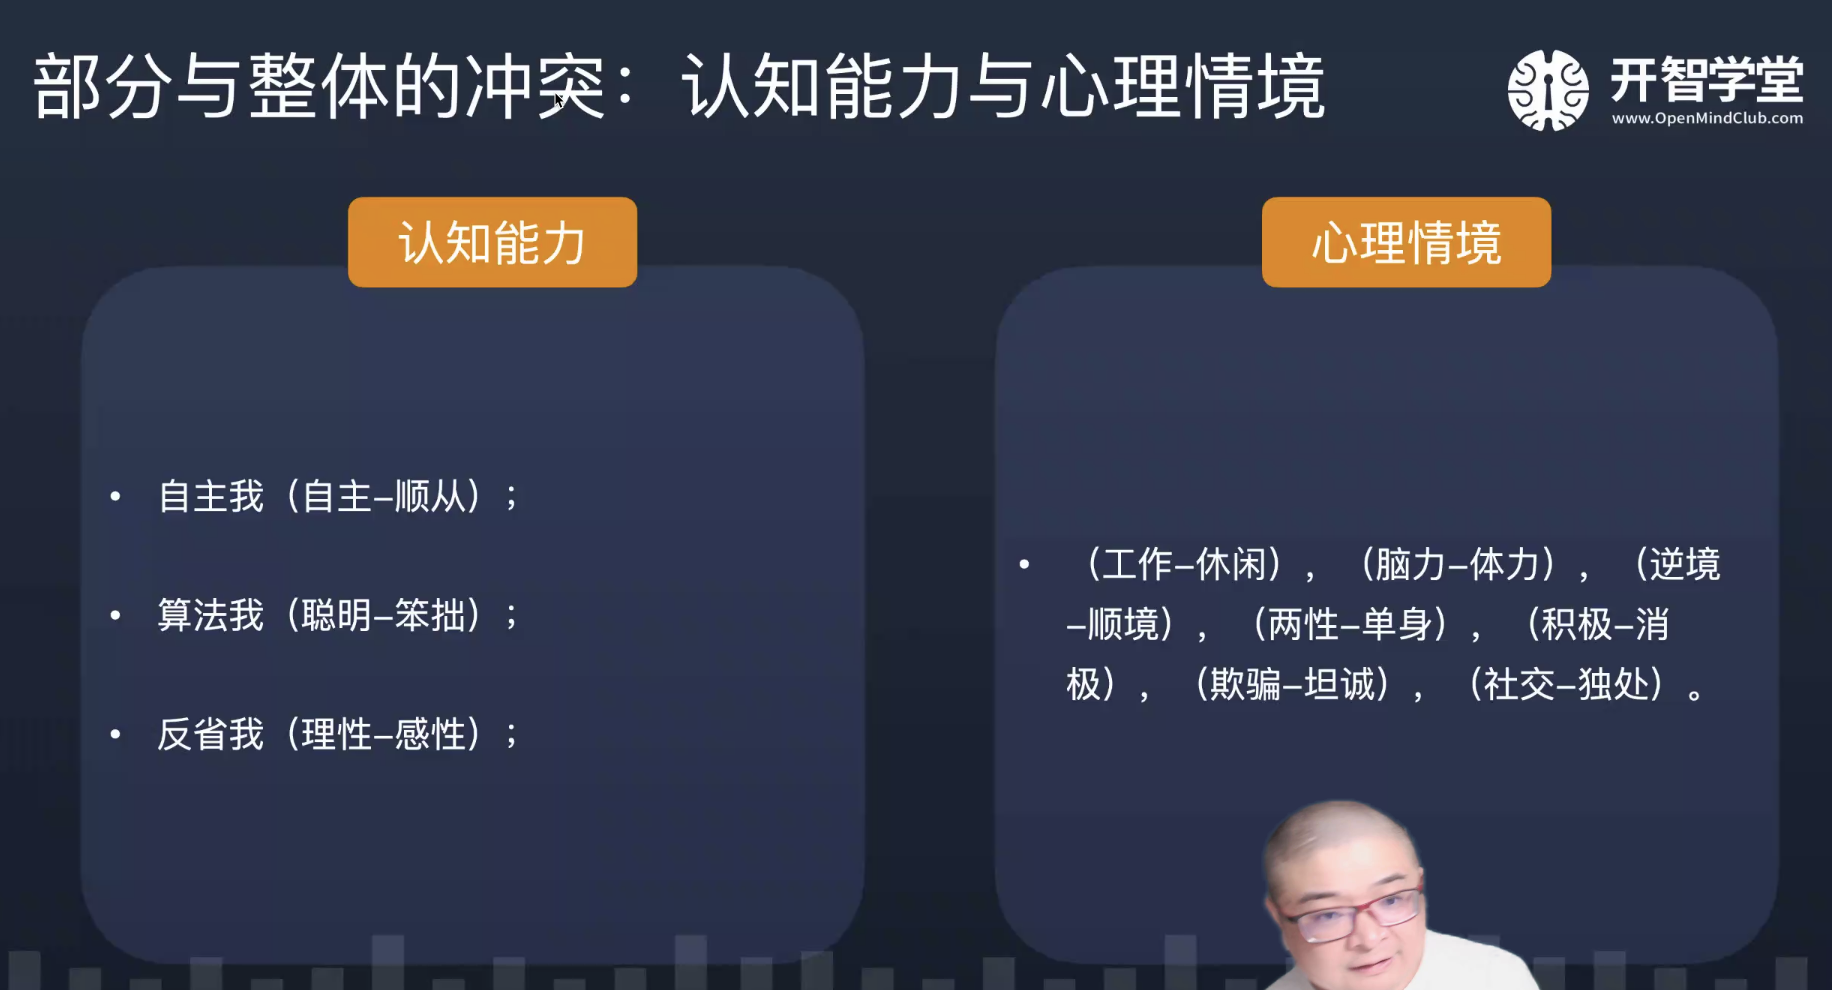 部分与整体的冲突：认知能力与心理情境
开智学堂
www.OpenMindClub.com
认知能力
• 自主我（自主–顺从）；
• 算法我（聪明–笨拙）；
• 反省我（理性–感性）；
心理情境
• （工作–休闲），（脑力–体力），（逆境
–顺境），（两性–单身），（积极–消
极），（欺骗–坦诚），（社交–独处）。